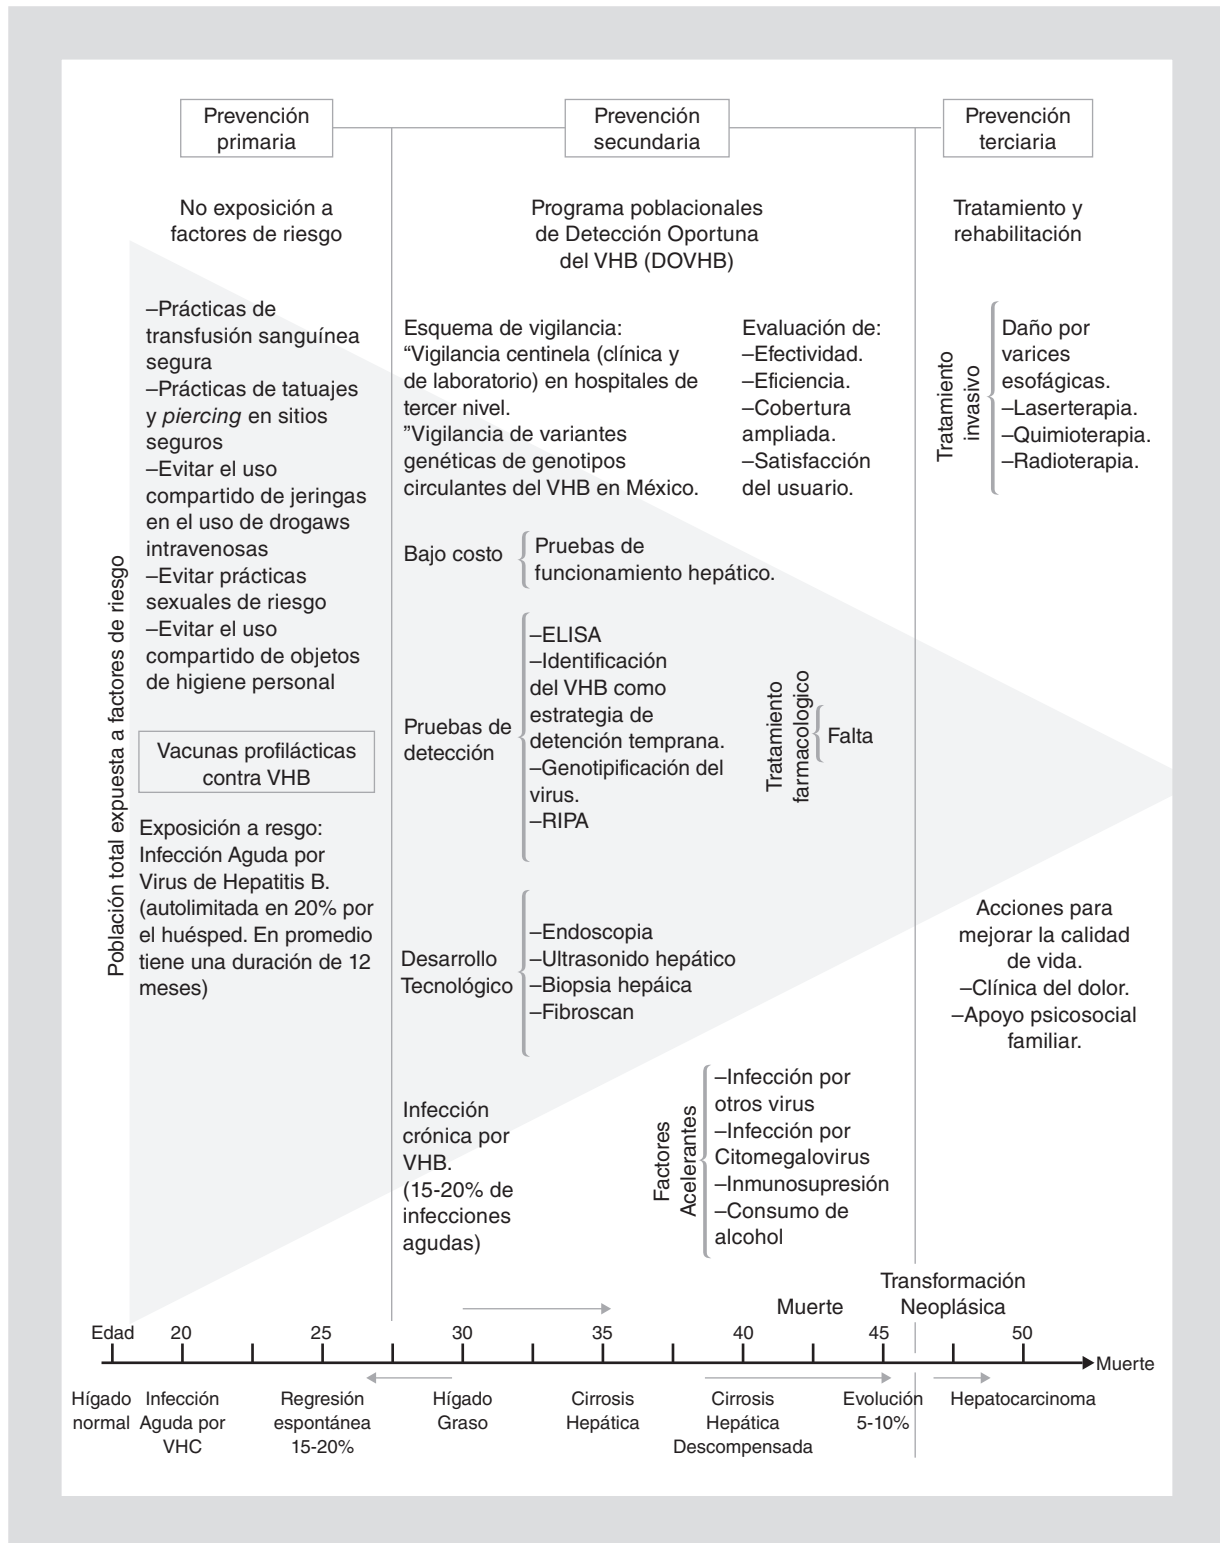 Prevención
primaria
Prevención
secundaria
Prevención
terciaria
No exposición a
factores de riesgo
Programa poblacionales
de Detección Oportuna
del VHB (DOVHB)
Tratamiento y
rehabilitación
Población total expuesta a factores de riesgo
–Prácticas de
transfusión sanguínea
segura
–Prácticas de tatuajes
y piercing en sitios
seguros
–Evitar el uso
compartido de jeringas
en el uso de drogaws
intravenosas
–Evitar prácticas
sexuales de riesgo
–Evitar el uso
compartido de objetos
de higiene personal
Vacunas profilácticas
contra VHB
Exposición a resgo:
Infección Aguda por
Virus de Hepatitis B.
(autolimitada en 20% por
el huésped. En promedio
tiene una duración de 12
meses)
Esquema de vigilancia:
“Vigilancia centinela (clínica y
de laboratorio) en hospitales de
tercer nivel.
”Vigilancia de variantes
genéticas de genotipos
circulantes del VHB en México.
Evaluación de:
–Efectividad.
–Eficiencia.
–Cobertura
ampliada.
–Satisfacción
del usuario.
Bajo costo
Pruebas de
funcionamiento hepático.
Pruebas de
detección
–ELISA
–Identificación
del VHB como
estrategia de
detención temprana.
–Genotipificación del
virus.
–RIPA
Tratamiento
farmacologico
Falta
Desarrollo
Tecnológico
–Endoscopia
–Ultrasonido hepático
–Biopsia hepáica
–Fibroscan
Infección
crónica por
VHB.
(15-20% de
infecciones
agudas)
Factores
Acelerantes
–Infección por
otros virus
–Infección por
Citomegalovirus
–Inmunosupresión
–Consumo de
alcohol
Tratamiento
invasivo
Daño por
varices
esofágicas.
–Laserterapia.
–Quimioterapia.
–Radioterapia.
Acciones para
mejorar la calidad
de vida.
–Clínica del dolor.
–Apoyo psicosocial
familiar.
Muerte
Transformación
Neoplásica
Edad 20 25 30 35 40 45 50
Muerte
Hígado
normal
Infección
Aguda por
VHC
Regresión
espontánea
15-20%
Hígado
Graso
Cirrosis
Hepática
Cirrosis
Hepática
Descompensada
Evolución
5-10%
Hepatocarcinoma